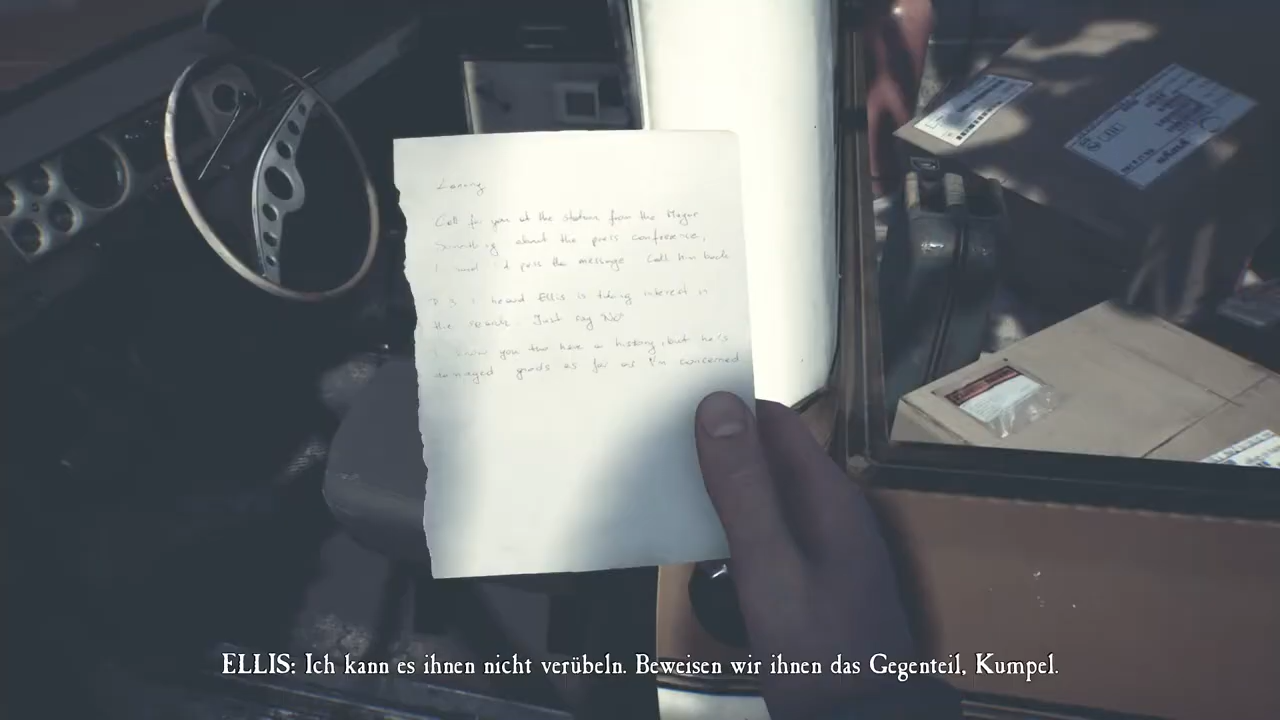 Lanning
Call for you at the station from the Mayor
Something about the press conference,
I said I'd pass the message Call him back
P.S. I heard Ellis is taking interest in
the search. Just say "No"
I know you two have a history, but he's
damaged goods as far as I'm concerned
ELLIS: Ich kann es ihnen nicht verübeln. Beweisen wir ihnen das Gegenteil, Kumpel.